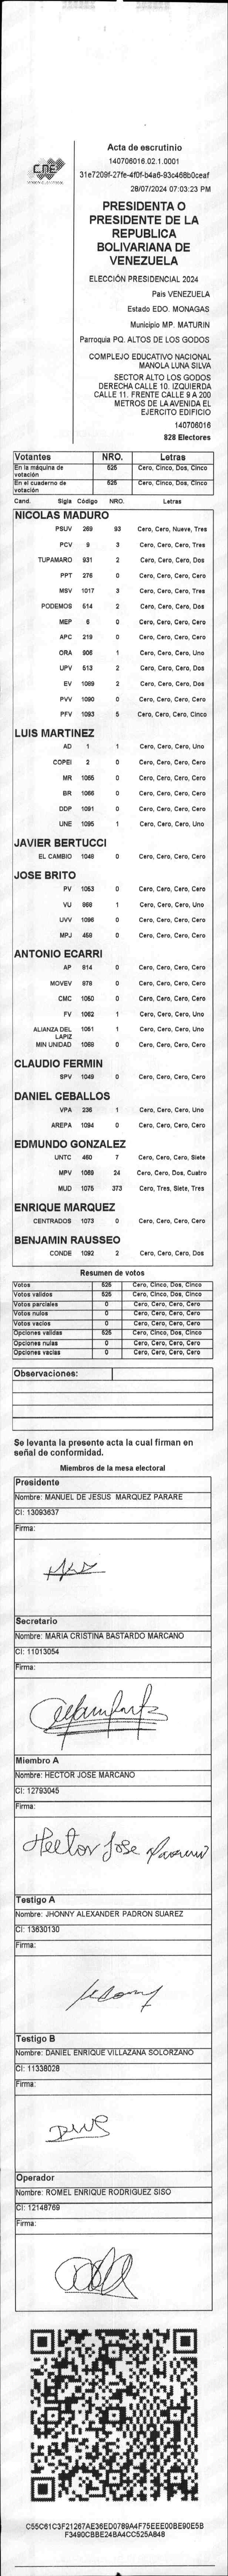 CNE
Acta de escrutinio
140706016.02.1.0001
31e7209f-27fe-4f0f-b4a6-93c468b0ceaf
28/07/2024 07:03:23 PM
PRESIDENTA O
PRESIDENTE DE LA
REPUBLICA
BOLIVARIANA DE
VENEZUELA
ELECCIÓN PRESIDENCIAL 2024
Pais VENEZUELA
Estado EDO. MONAGAS
Municipio MP. MATURIN
Parroquia PQ. ALTOS DE LOS GODOS
COMPLEJO EDUCATIVO NACIONAL
MANOLA LUNA SILVA
SECTOR ALTO LOS GODOS
DERECHA CALLE 10. IZQUIERDA
CALLE 11. FRENTE CALLE 9 A 200
METROS DE LA AVENIDA EL
EJERCITO EDIFICIO
140706016
828 Electores
Votantes NRO. Letras
En la máquina de votación 525 Cero, Cinco, Dos, Cinco
En el cuaderno de votación 525 Cero, Cinco, Dos, Cinco
Cand. Sigla Código NRO. Letras
NICOLAS MADURO
PSUV 269 93 Cero, Cero, Nueve, Tres
PCV 9 3 Cero, Cero, Cero, Tres
TUPAMARO 931 2 Cero, Cero, Cero, Dos
PPT 276 0 Cero, Cero, Cero, Cero
MSV 1017 3 Cero, Cero, Cero, Tres
PODEMOS 514 2 Cero, Cero, Cero, Dos
MEP 6 0 Cero, Cero, Cero, Cero
APC 219 0 Cero, Cero, Cero, Cero
ORA 906 1 Cero, Cero, Cero, Uno
UPV 513 2 Cero, Cero, Cero, Dos
EV 1089 2 Cero, Cero, Cero, Dos
PVV 1090 0 Cero, Cero, Cero, Cero
PFV 1093 5 Cero, Cero, Cero, Cinco
LUIS MARTINEZ
AD 1 1 Cero, Cero, Cero, Uno
COPEI 2 0 Cero, Cero, Cero, Cero
MR 1055 0 Cero, Cero, Cero, Cero
BR 1066 0 Cero, Cero, Cero, Cero
DDP 1091 0 Cero, Cero, Cero, Cero
UNE 1095 1 Cero, Cero, Cero, Uno
JAVIER BERTUCCI
EL CAMBIO 1048 0 Cero, Cero, Cero, Cero
JOSE BRITO
PV 1053 0 Cero, Cero, Cero, Cero
VU 868 1 Cero, Cero, Cero, Uno
UVV 1096 0 Cero, Cero, Cero, Cero
MPJ 459 0 Cero, Cero, Cero, Cero
ANTONIO ECARRI
AP 814 0 Cero, Cero, Cero, Cero
MOVEV 978 0 Cero, Cero, Cero, Cero
CMC 1050 0 Cero, Cero, Cero, Cero
FV 1062 1 Cero, Cero, Cero, Uno
ALIANZA DEL LAPIZ 1051 1 Cero, Cero, Cero, Uno
MIN UNIDAD 1068 0 Cero, Cero, Cero, Cero
CLAUDIO FERMIN
SPV 1049 0 Cero, Cero, Cero, Cero
DANIEL CEBALLOS
VPA 236 1 Cero, Cero, Cero, Uno
AREPA 1094 0 Cero, Cero, Cero, Cero
EDMUNDO GONZALEZ
UNTC 460 7 Cero, Cero, Cero, Siete
MPV 1069 24 Cero, Cero, Dos, Cuatro
MUD 1075 373 Cero, Tres, Siete, Tres
ENRIQUE MARQUEZ
CENTRADOS 1073 0 Cero, Cero, Cero, Cero
BENJAMIN RAUSSEO
CONDE 1092 2 Cero, Cero, Cero, Dos
Resumen de votos
Votos 525 Cero, Cinco, Dos, Cinco
Votos validos 525 Cero, Cinco, Dos, Cinco
Votos parciales 0 Cero, Cero, Cero, Cero
Votos nulos 0 Cero, Cero, Cero, Cero
Votos vacios 0 Cero, Cero, Cero, Cero
Opciones validas 525 Cero, Cinco, Dos, Cinco
Opciones nulas 0 Cero, Cero, Cero, Cero
Opciones vacias 0 Cero, Cero, Cero, Cero
Observaciones:
Se levanta la presente acta la cual firman en
señal de conformidad.
Miembros de la mesa electoral
Presidente
Nombre: MANUEL DE JESUS MARQUEZ PARARE
CI: 13093637
Firma:
Secretario
Nombre: MARIA CRISTINA BASTARDO MARCANO
CI: 11013054
Firma:
Miembro A
Nombre: HECTOR JOSE MARCANO
CI: 12793045
Firma:
Hector Jose Marcano
Testigo A
Nombre: JHONNY ALEXANDER PADRON SUAREZ
CI: 13630130
Firma:
Testigo B
Nombre: DANIEL ENRIQUE VILLAZANA SOLORZANO
CI: 11338028
Firma:
Operador
Nombre: ROMEL ENRIQUE RODRIGUEZ SISO
CI: 12148769
Firma:
C55C61C3F21267AE36ED0789A4F75EEE00BE90E5B
F3490CBBE24BA4CC525A848